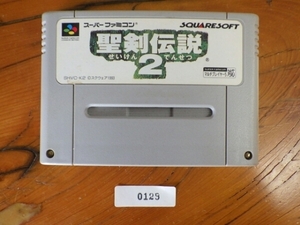 スーパーファミコン
SQUARESOFT
聖剣伝説
せいけん でんせつ
2
0129